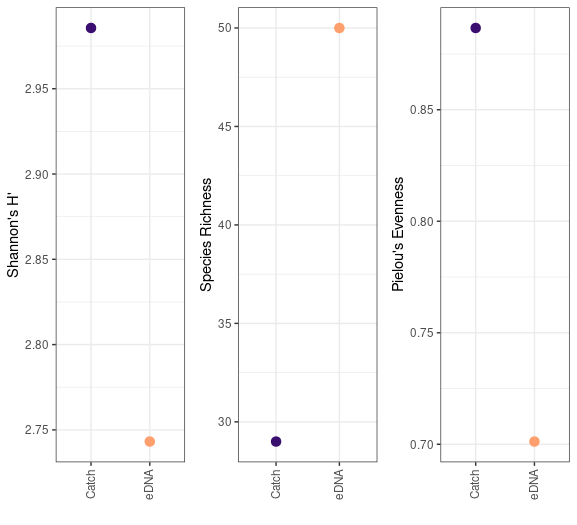 Shannon's H'
2.95
2.90
2.85
2.80
2.75
Catch
eDNA
Species Richness
50
45
40
35
30
Catch
eDNA
Pielou's Evenness
0.85
0.80
0.75
0.70
Catch
eDNA